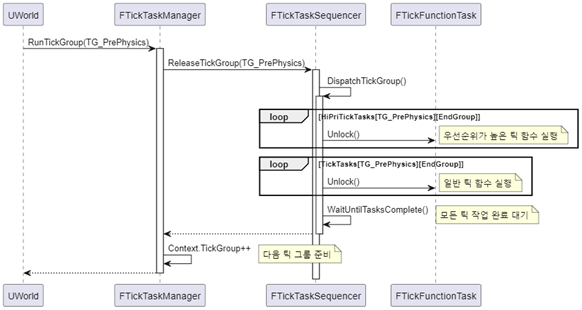 UWorld
FTickTaskManager
FTickTaskSequencer
FTickFunctionTask
RunTickGroup(TG_PrePhysics)
ReleaseTickGroup(TG_PrePhysics)
DispatchTickGroup()
loop [HiPriTickTasks[TG_PrePhysics][EndGroup]]
Unlock()
우선순위가 높은 틱 함수 실행
loop [TickTasks[TG_PrePhysics][EndGroup]]
Unlock()
일반 틱 함수 실행
WaitUntilTasksComplete()
모든 틱 작업 완료 대기
Context.TickGroup++
다음 틱 그룹 준비
UWorld
FTickTaskManager
FTickTaskSequencer
FTickFunctionTask